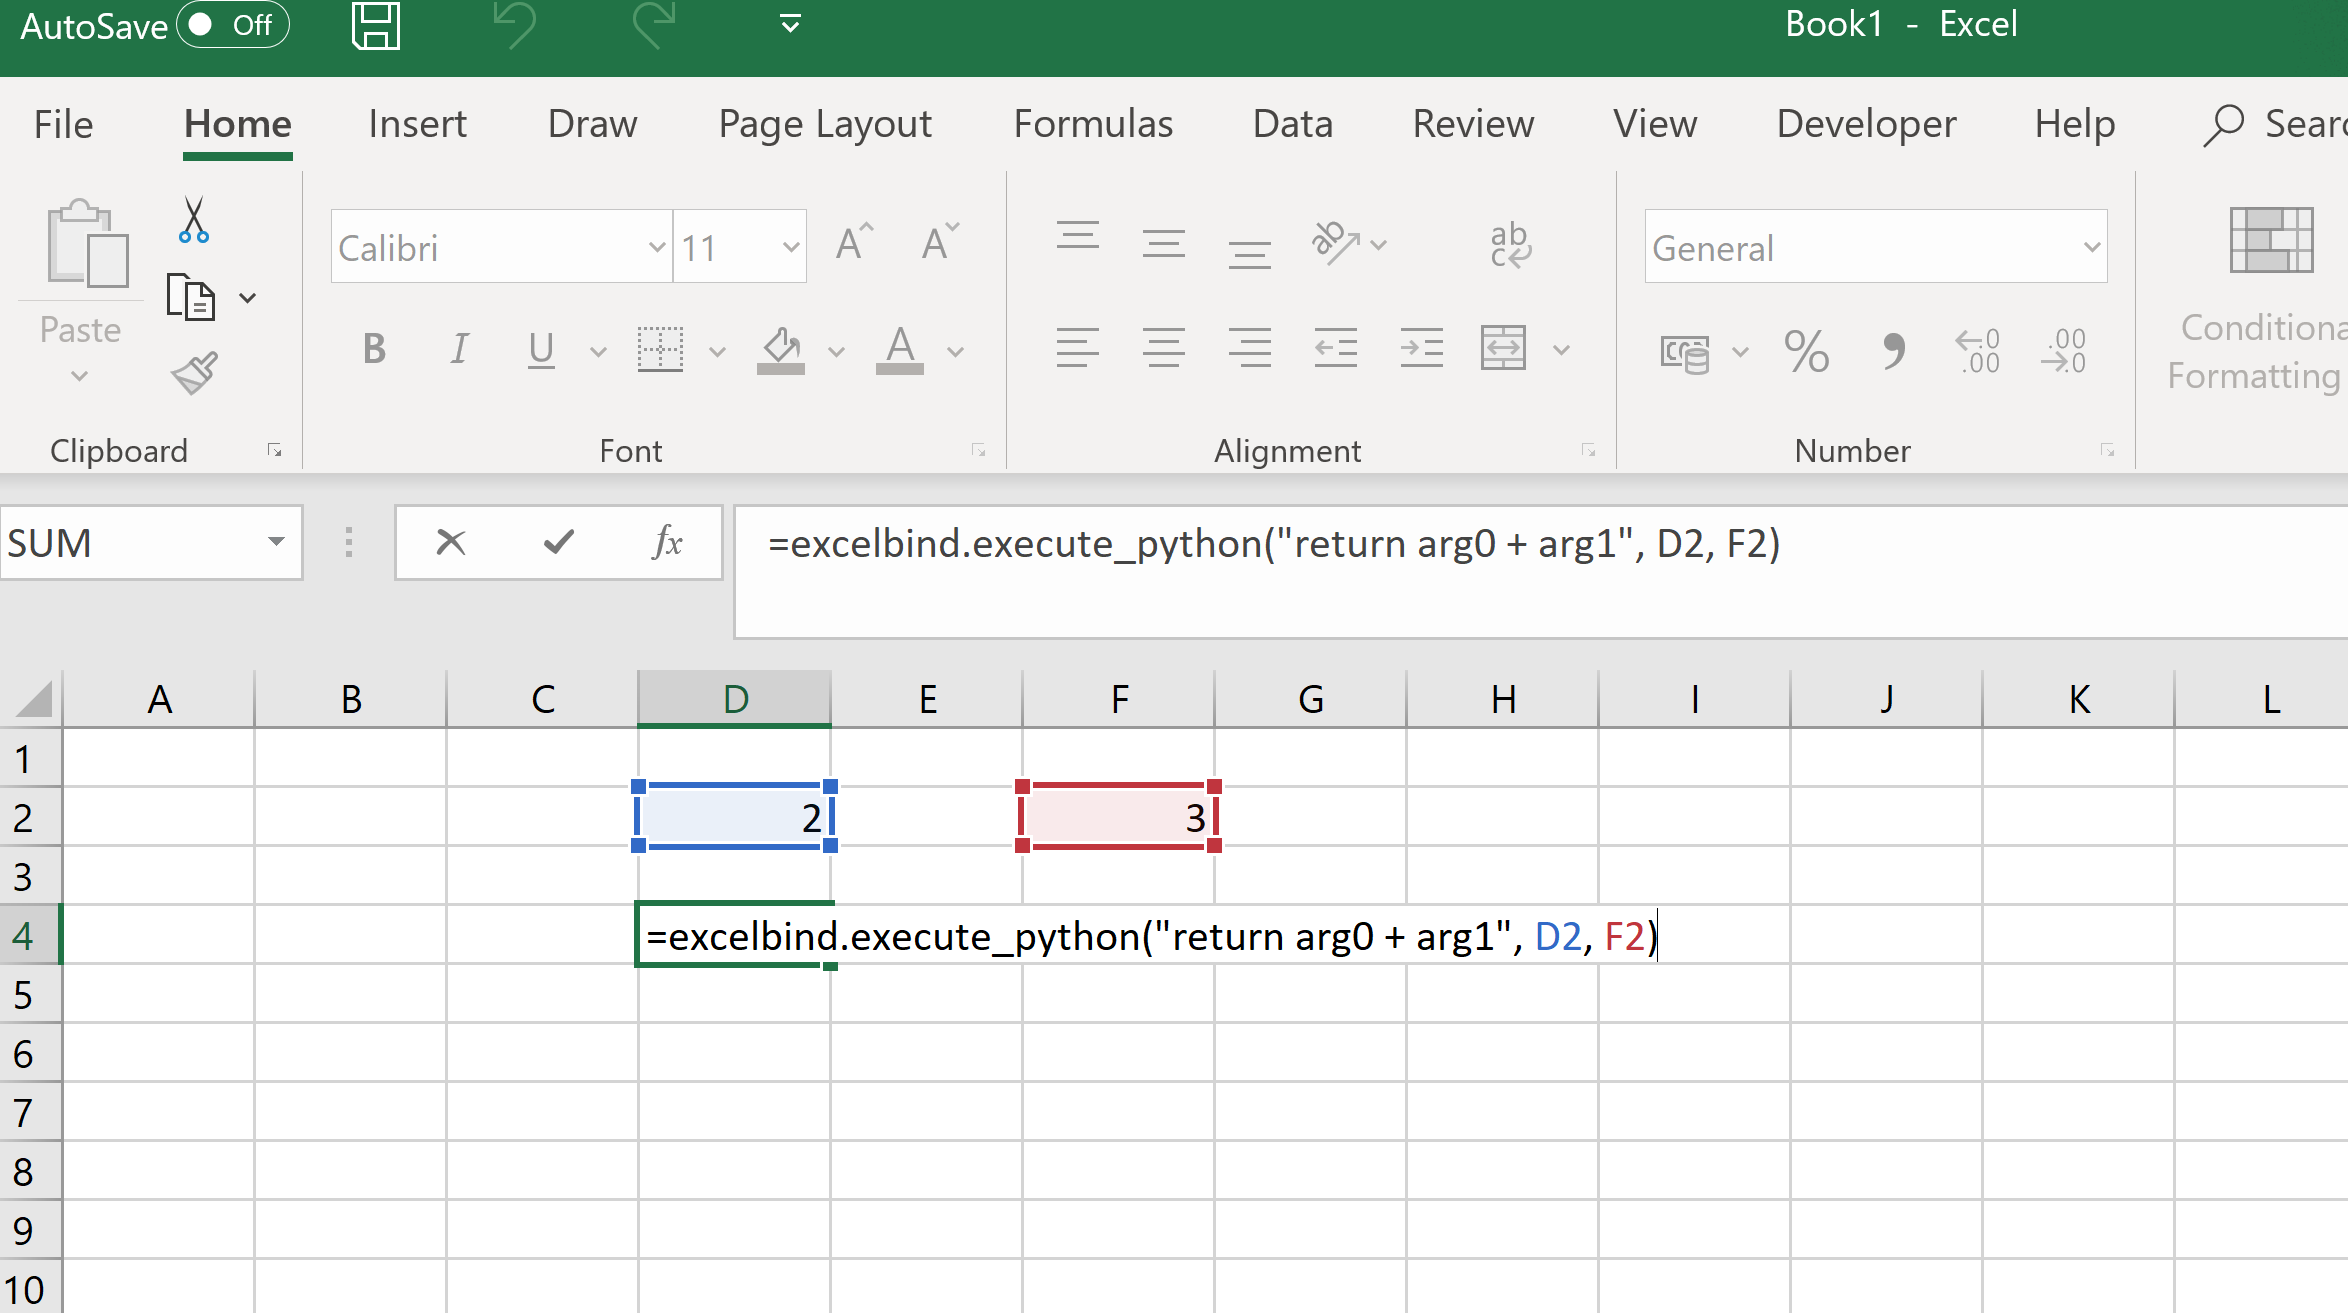 AutoSave Off Book1 - Excel
File Home Insert Draw Page Layout Formulas Data Review View Developer Help Searc
Calibri 11 General
Paste
Conditiona
Formatting
Clipboard Font Alignment Number
SUM fx =excelbind.execute_python("return arg0 + arg1", D2, F2)
A B C D E F G H I J K L
1
2 2 3
3
4 =excelbind.execute_python("return arg0 + arg1", D2, F2)
5
6
7
8
9
10